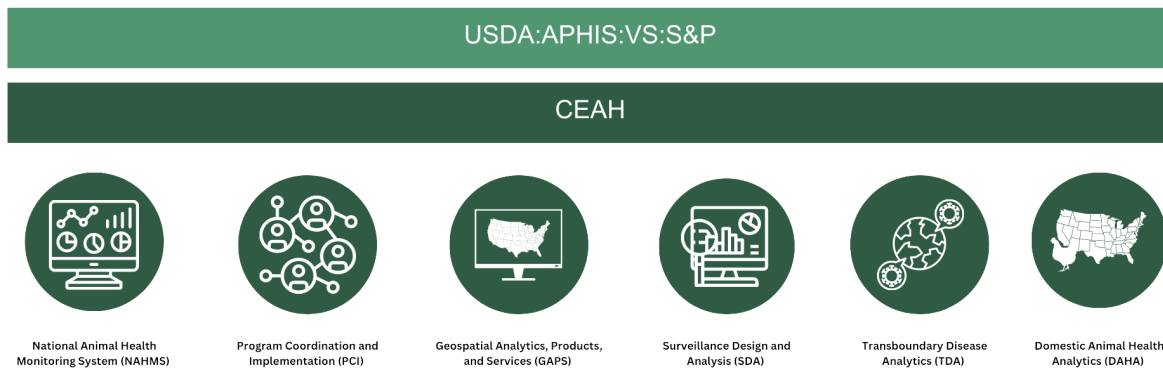 USDA:APHIS:VS:S&P
CEAH
National Animal Health
Monitoring System (NAHMS)
Program Coordination and
Implementation (PCI)
Geospatial Analytics, Products,
and Services (GAPS)
Surveillance Design and
Analysis (SDA)
Transboundary Disease
Analytics (TDA)
Domestic Animal Health
Analytics (DAHA)